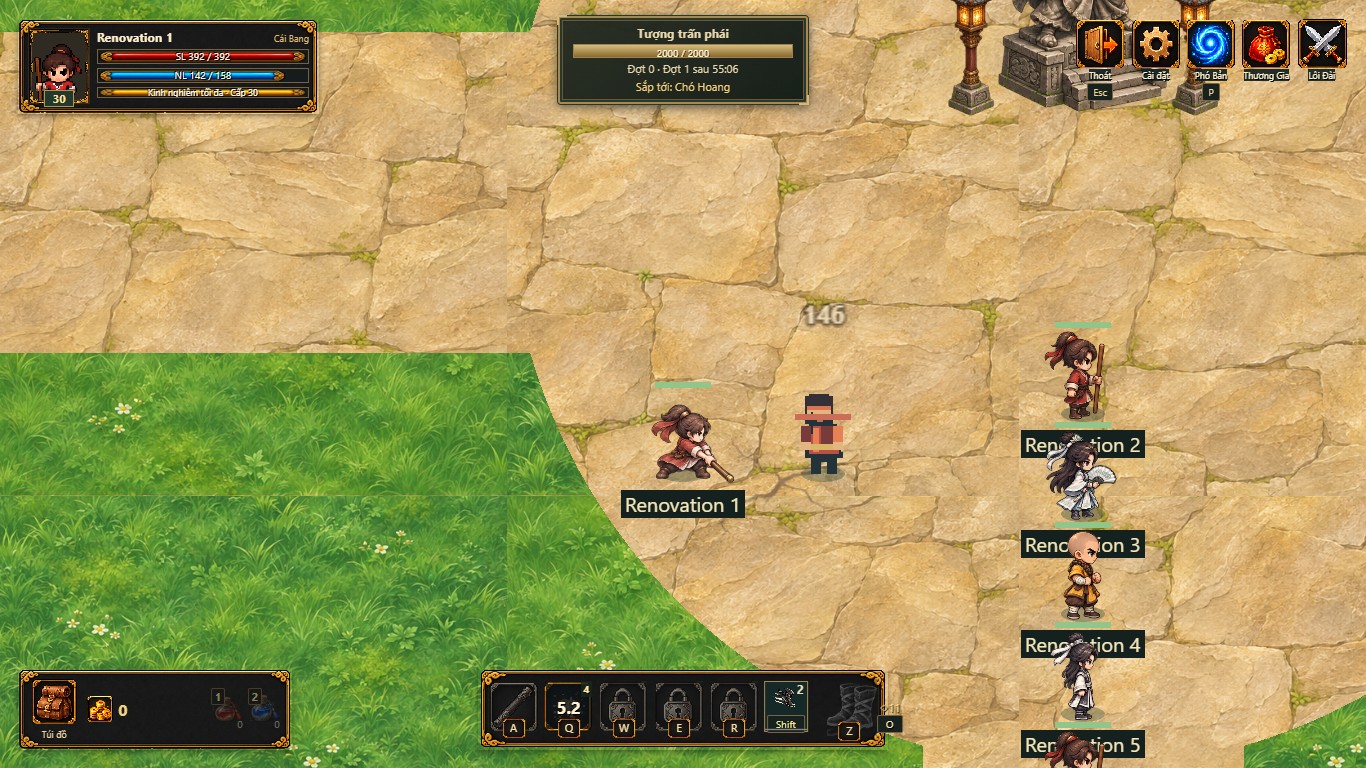 Renovation 1
Cái Bang
SL 392 / 392
NL 142 / 158
Kinh nghiệm tối đa · Cấp 30
30
Tượng trấn phái
2000 / 2000
Đợt 0 · Đợt 1 sau 55:06
Sắp tới: Chó Hoang
Thoát
Cài đặt
Phó Bản
Thương Gia
Lôi Đài
Esc
P
146
Renovation 1
Renovation 2
Renovation 3
Renovation 4
Renovation 5
Túi đồ
0
1
0
2
0
A
4
5.2
Q
W
E
R
2
Shift
Z
O